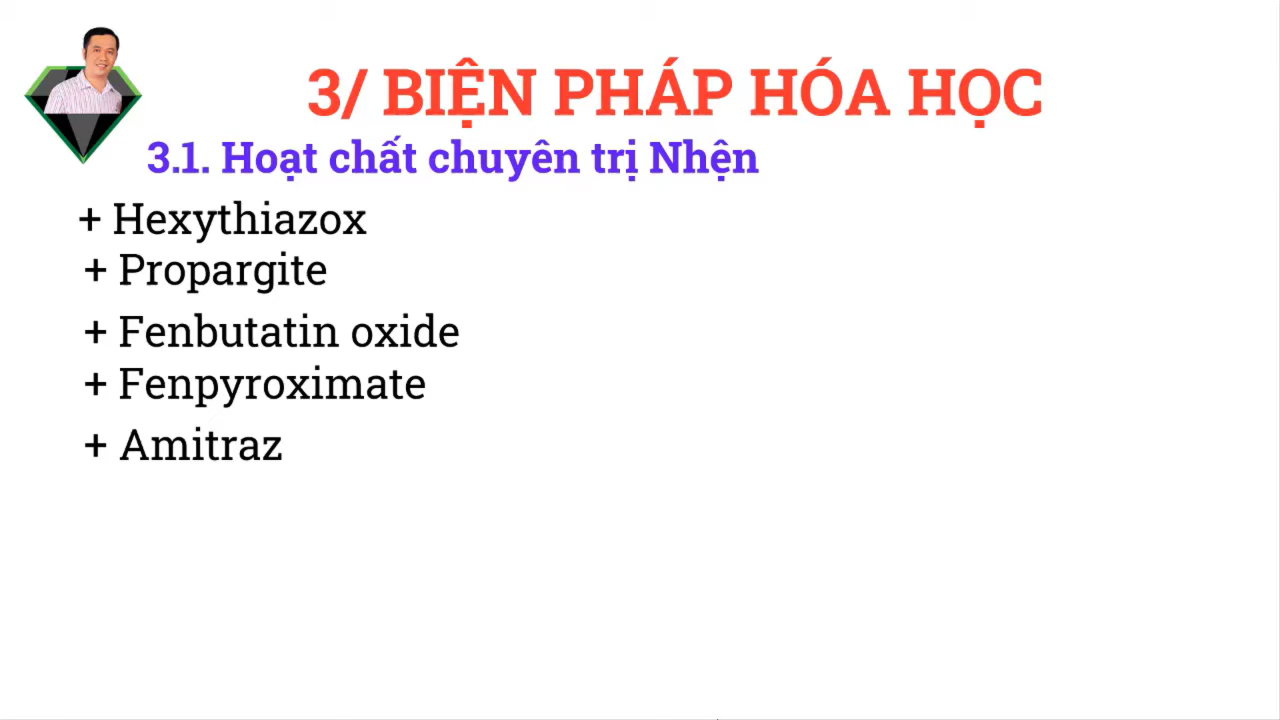 3/ BIỆN PHÁP HÓA HỌC
3.1. Hoạt chất chuyên trị Nhện
+ Hexythiazox
+ Propargite
+ Fenbutatin oxide
+ Fenpyroximate
+ Amitraz